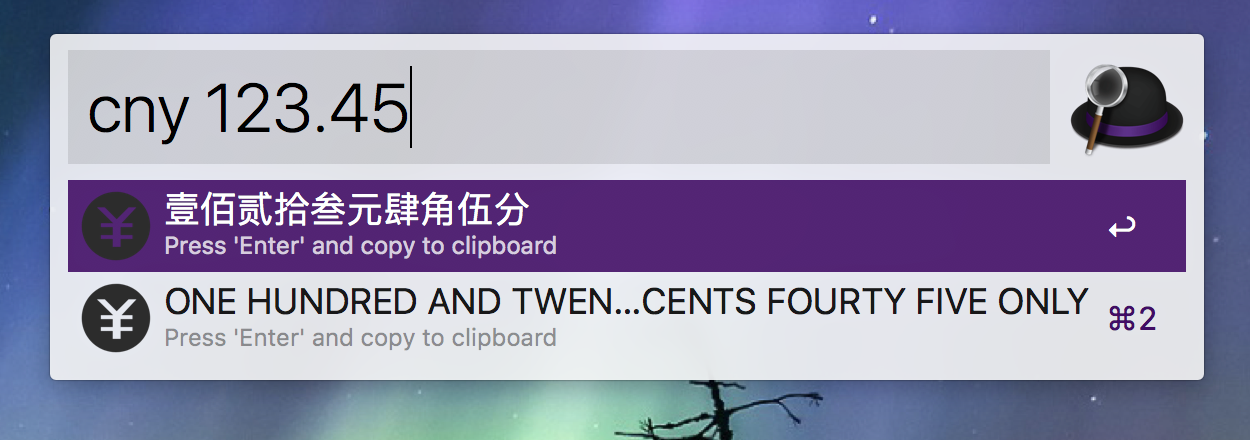 cny 123.45
壹佰贰拾叁元肆角伍分
Press 'Enter' and copy to clipboard
↩
ONE HUNDRED AND TWEN...CENTS FOURTY FIVE ONLY
Press 'Enter' and copy to clipboard
⌘2
¥
¥